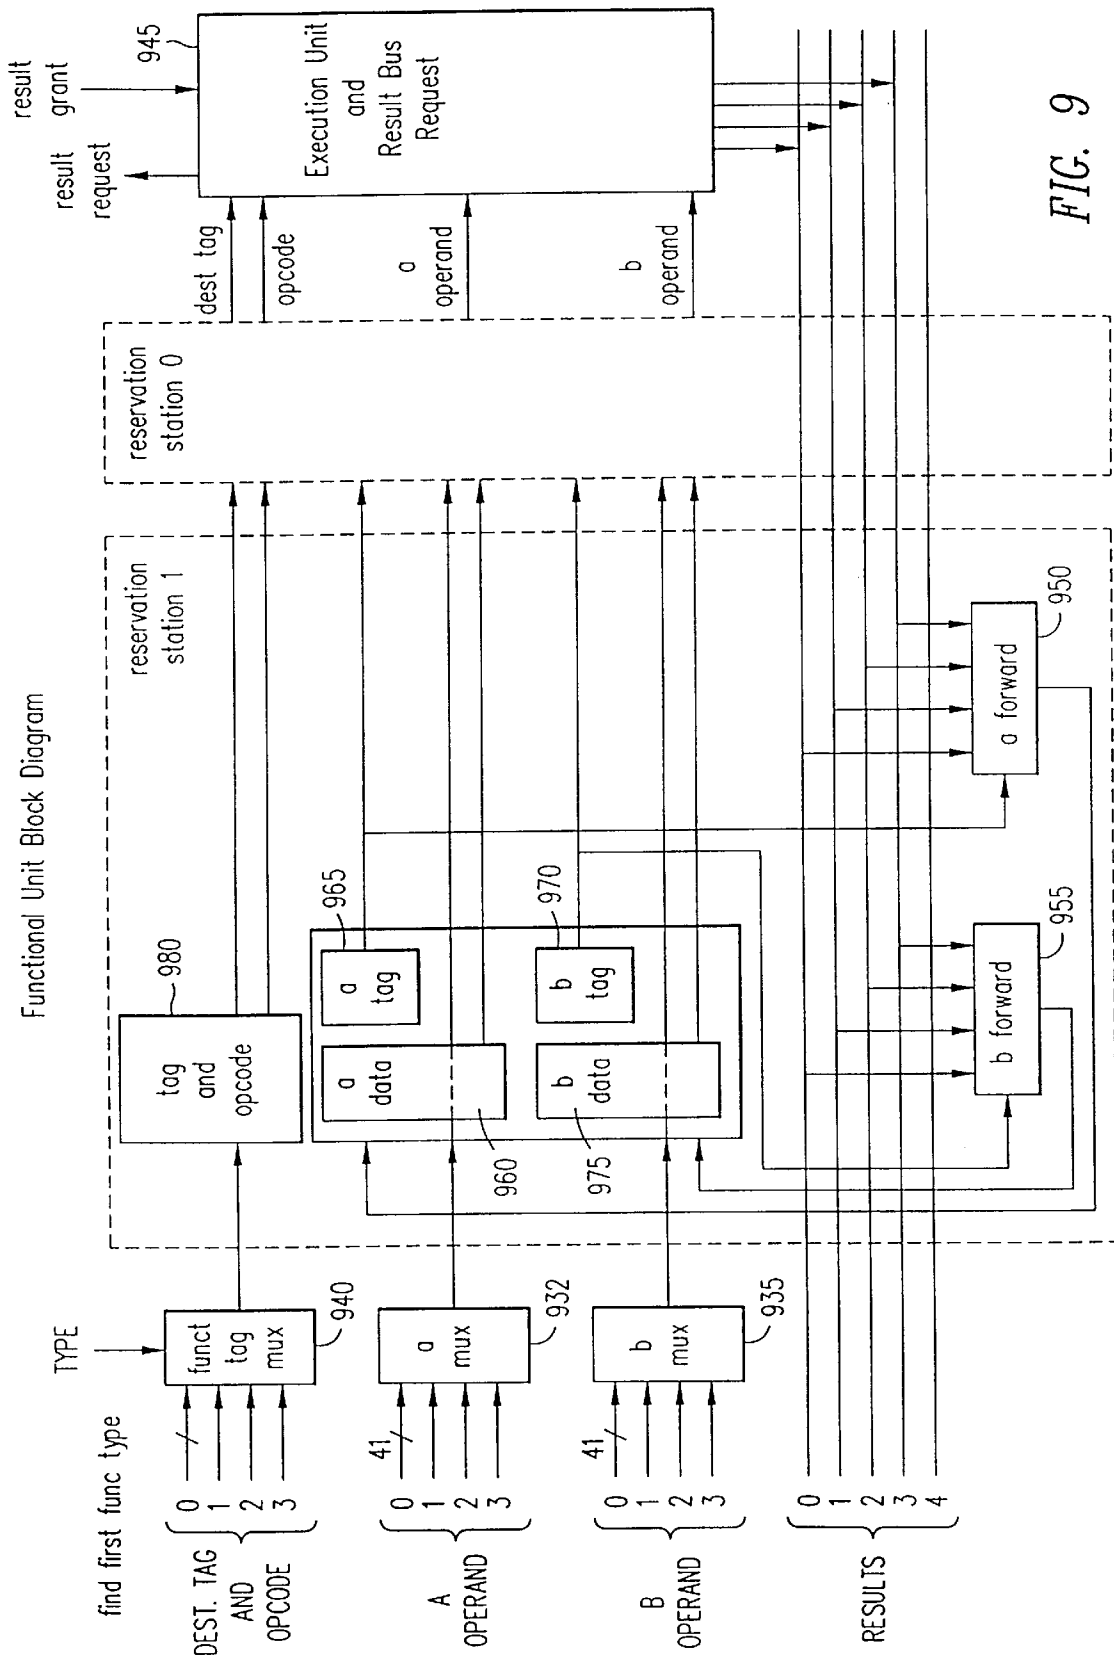 Functional Unit Block Diagram
find first func type
TYPE
DEST. TAG
AND
OPCODE
0
1
2
3
funct
tag
mux
940
A
OPERAND
41
0
1
2
3
a
mux
932
B
OPERAND
41
0
1
2
3
b
mux
935
RESULTS
0
1
2
3
4
reservation
station 1
tag
and
opcode
980
a
data
960
a
tag
965
b
data
975
b
tag
970
b forward
955
a forward
950
reservation
station 0
dest tag
opcode
a
operand
b
operand
result
request
result
grant
945
Execution Unit
and
Result Bus
Request
FIG. 9